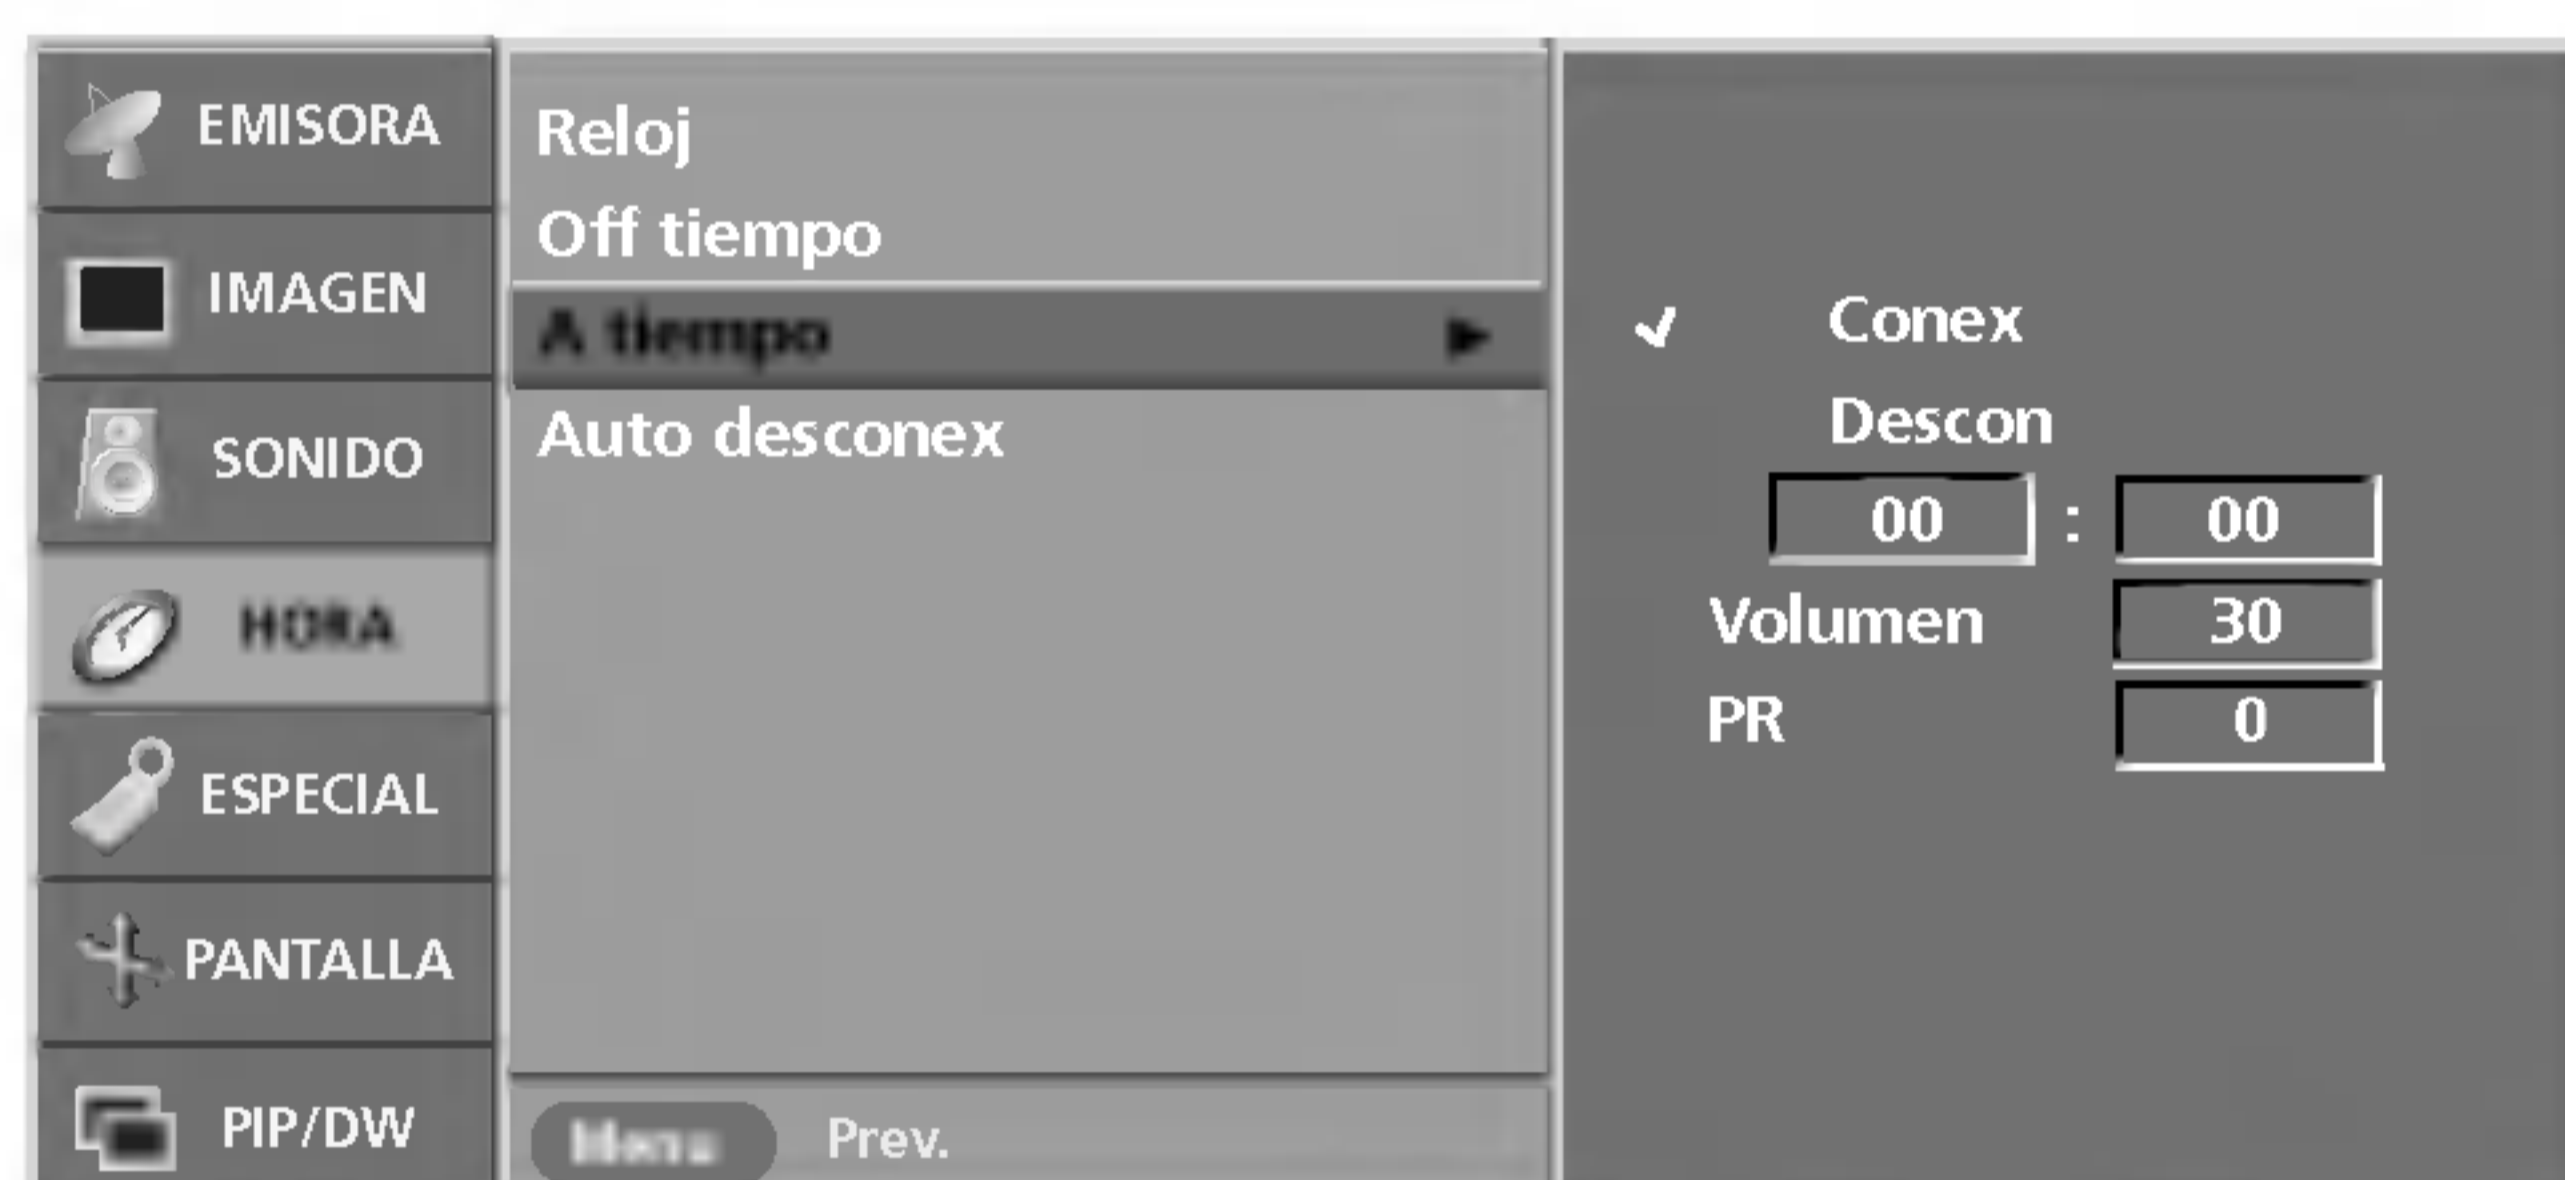 EMISORA
IMAGEN
SONIDO
HORA
ESPECIAL
PANTALLA
PIP/DW
Reloj
Off tiempo
A tiempo
Auto desconex
Menu Prev.
Conex
Descon
00 : 00
Volumen 30
PR 0